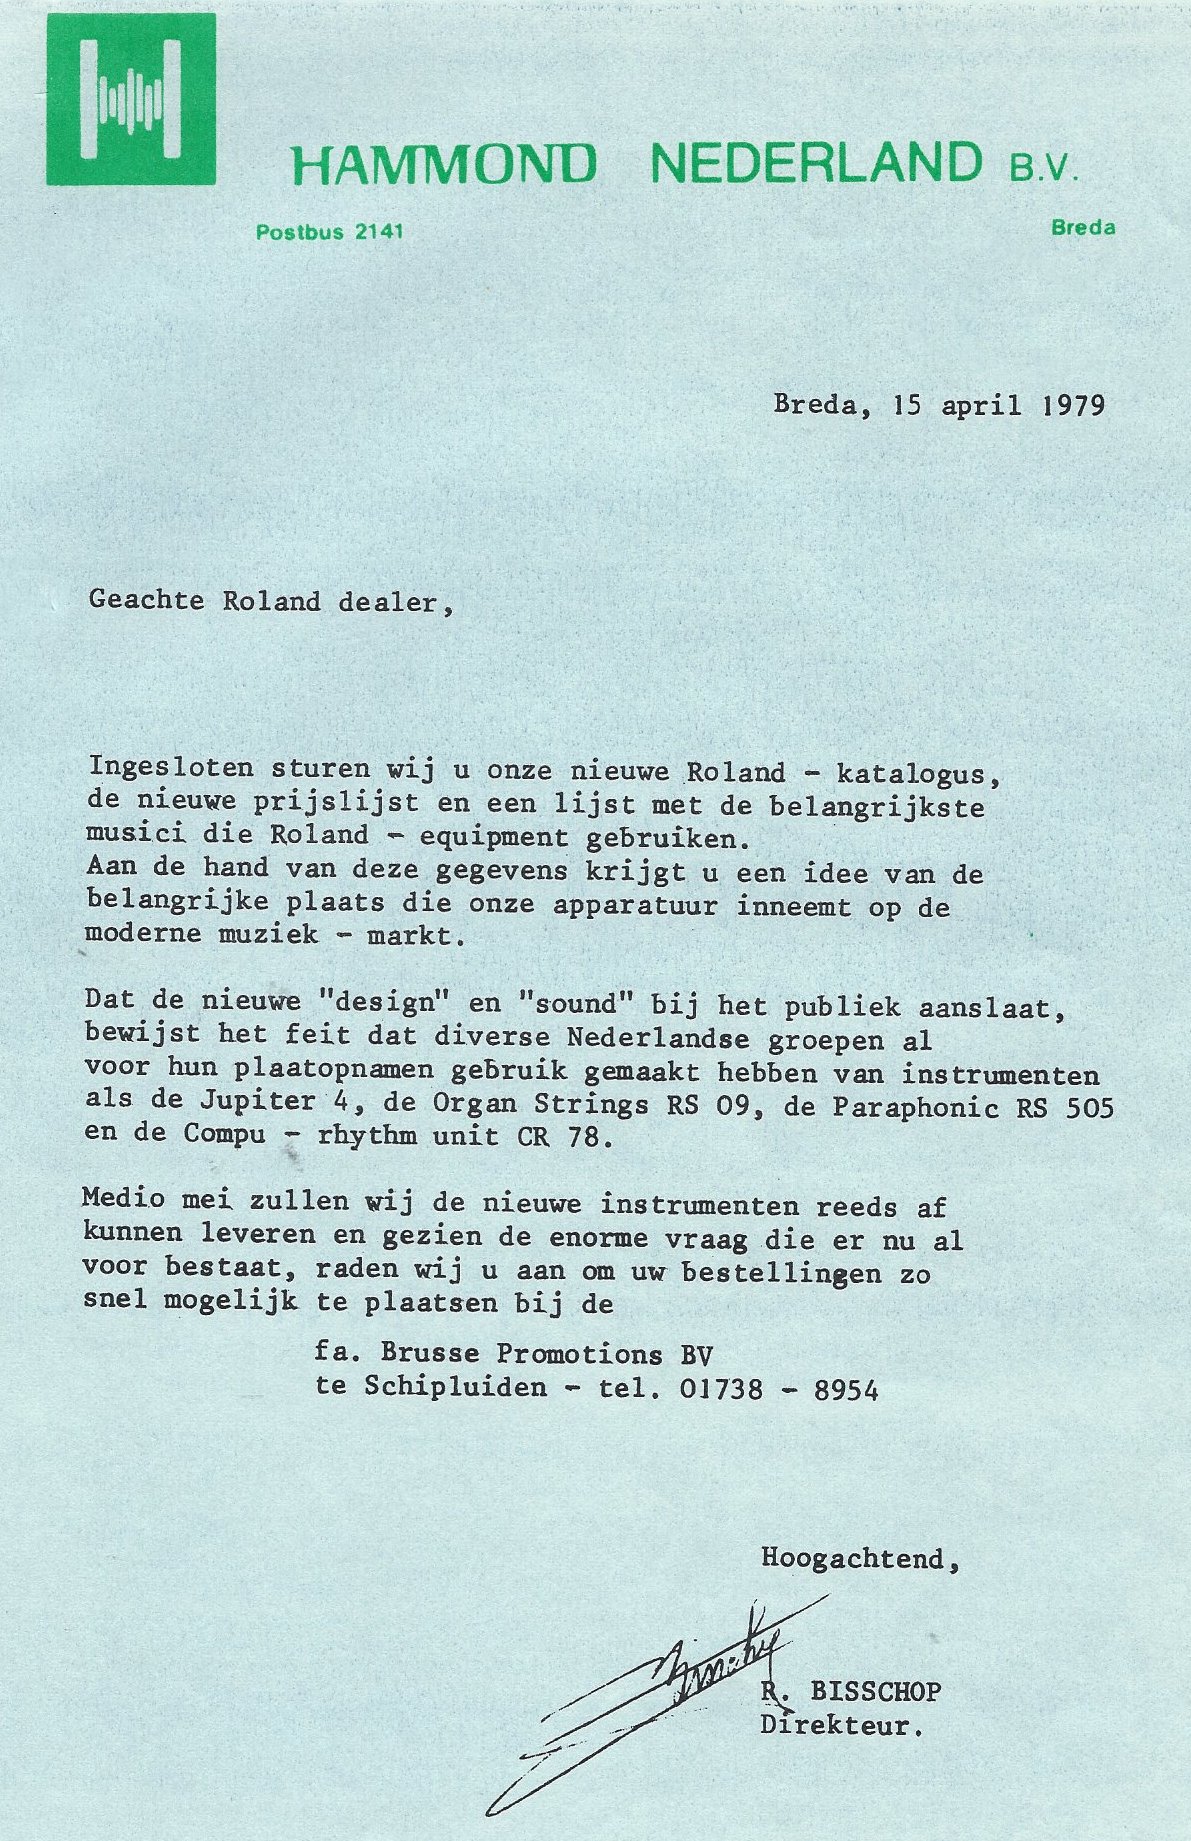 HAMMOND NEDERLAND B.V.
Postbus 2141 Breda
Breda, 15 april 1979
Geachte Roland dealer,
Ingesloten sturen wij u onze nieuwe Roland - katalogus,
de nieuwe prijslijst en een lijst met de belangrijkste
musici die Roland - equipment gebruiken.
Aan de hand van deze gegevens krijgt u een idee van de
belangrijke plaats die onze apparatuur inneemt op de
moderne muziek - markt.
Dat de nieuwe "design" en "sound" bij het publiek aanslaat,
bewijst het feit dat diverse Nederlandse groepen al
voor hun plaatopnamen gebruik gemaakt hebben van instrumenten
als de Jupiter 4, de Organ Strings RS 09, de Paraphonic RS 505
en de Compu - rhythm unit CR 78.
Medio mei zullen wij de nieuwe instrumenten reeds af
kunnen leveren en gezien de enorme vraag die er nu al
voor bestaat, raden wij u aan om uw bestellingen zo
snel mogelijk te plaatsen bij de
fa. Brusse Promotions BV
te Schipluiden - tel. 01738 - 8954
Hoogachtend,
R. BISSCHOP
Direkteur.